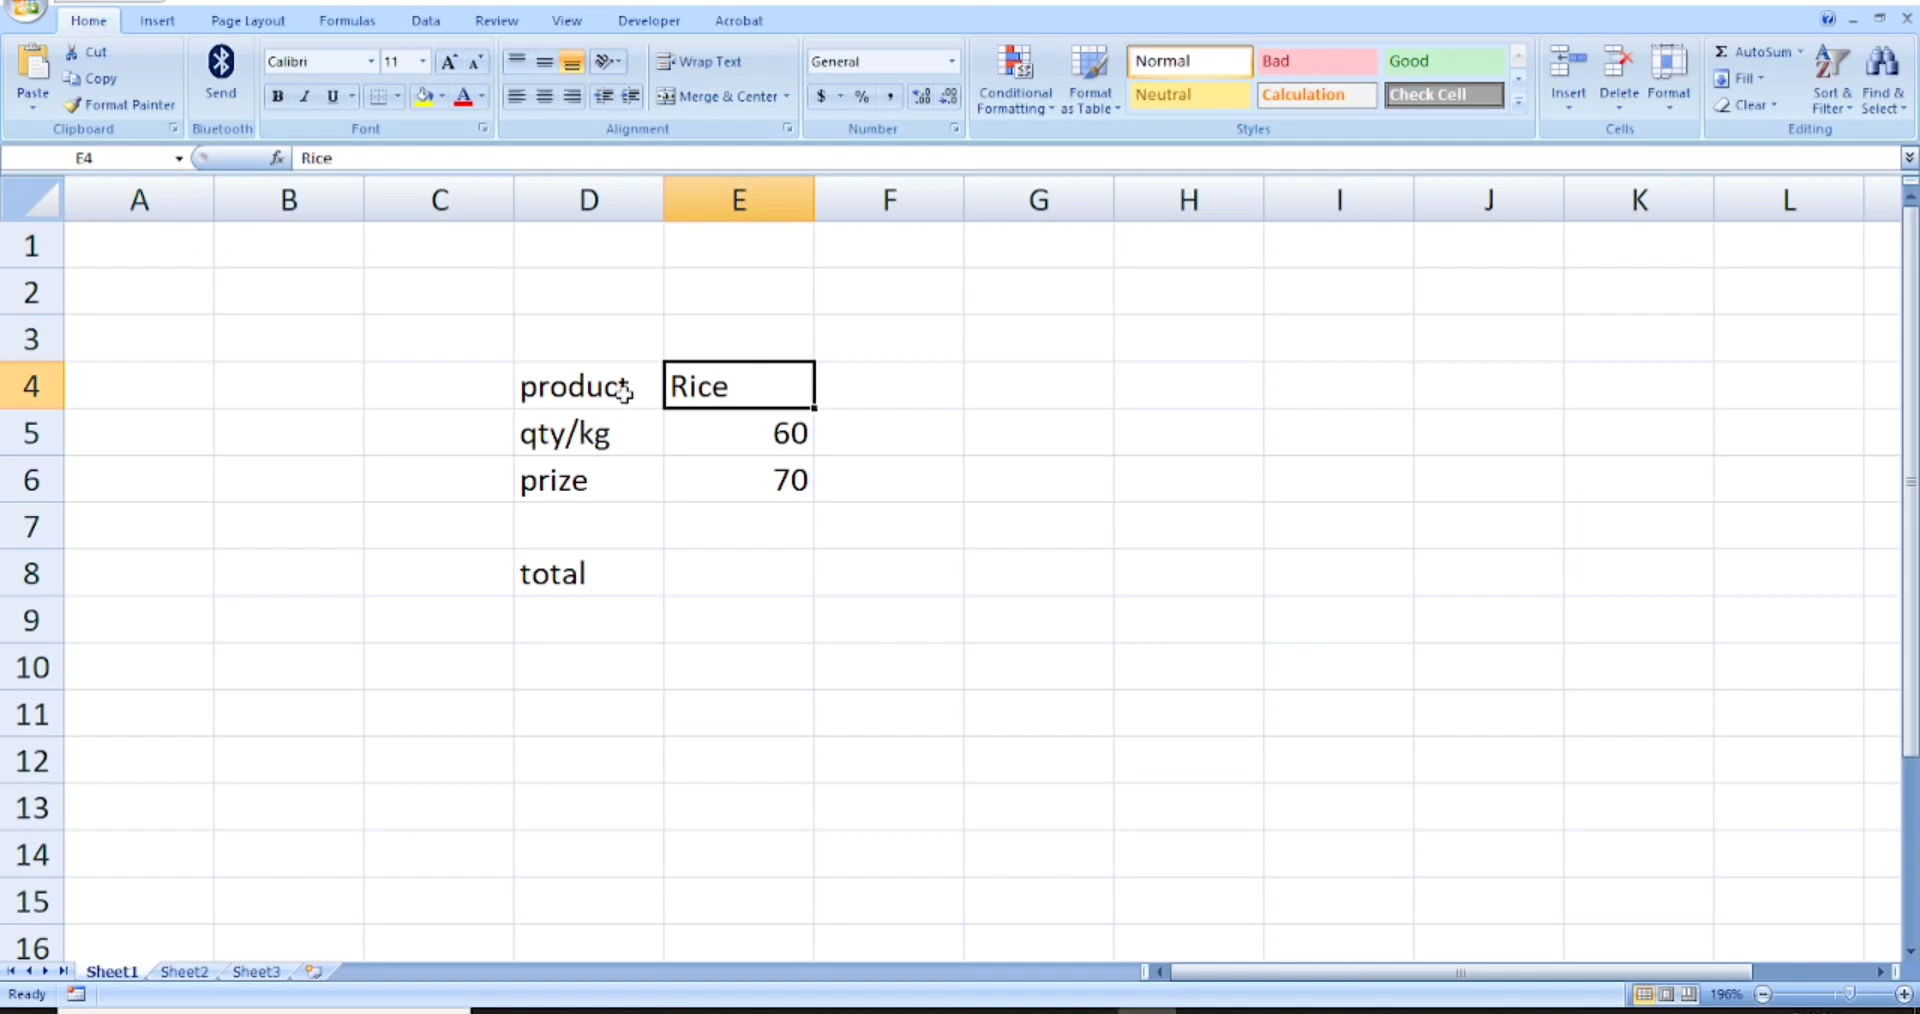 Home Insert Page Layout Formulas Data Review View Developer Acrobat
Paste Cut Copy Format Painter
Clipboard
Send
Bluetooth
Calibri 11 A A
B I U A
Font
Wrap Text
Merge & Center
Alignment
General
$ % ,
Number
Conditional Formatting
Format as Table
Normal Bad Good
Neutral Calculation Check Cell
Styles
Insert Delete Format
Cells
Σ AutoSum
Fill
Clear
Sort & Filter
Find & Select
Editing
E4 fx Rice
A B C D E F G H I J K L
1
2
3
4 product Rice
5 qty/kg 60
6 prize 70
7
8 total
9
10
11
12
13
14
15
16
Sheet1 Sheet2 Sheet3
Ready 196%